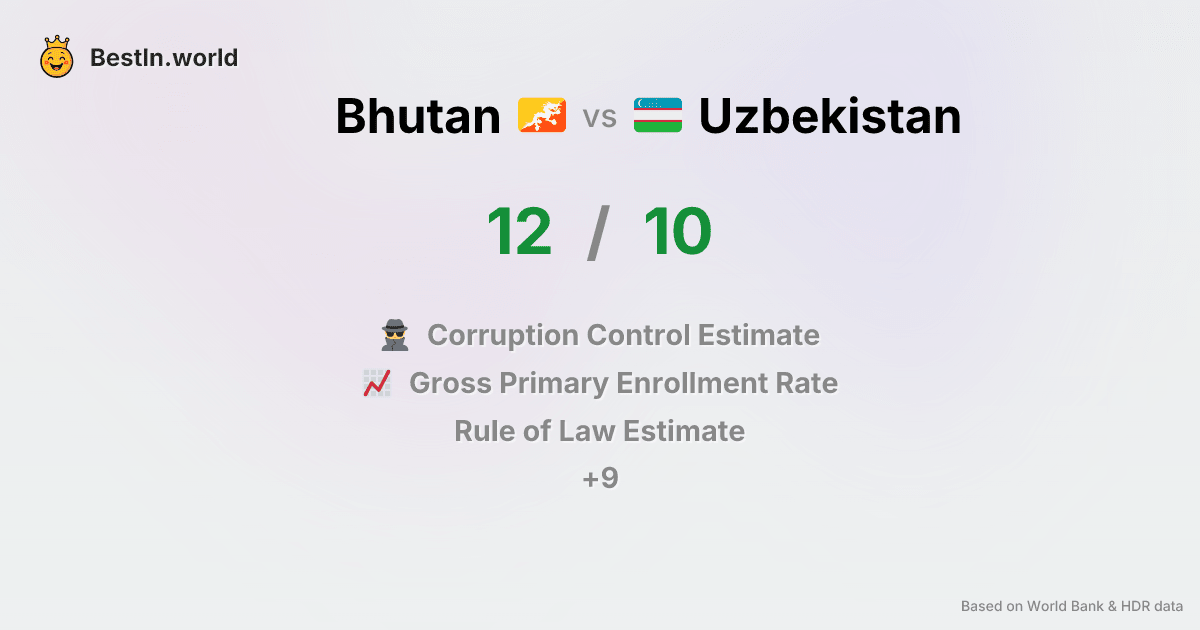 BestIn.world
Bhutan vs Uzbekistan
12 / 10
Corruption Control Estimate
Gross Primary Enrollment Rate
Rule of Law Estimate
+9
Based on World Bank & HDR data